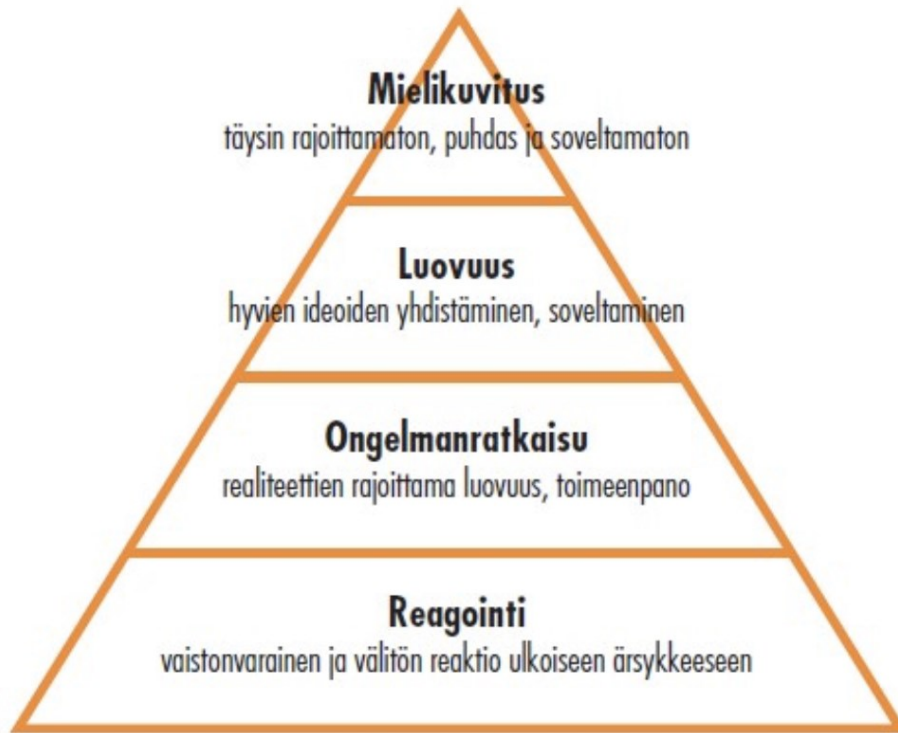 Mielikuvitus
täysin rajoittamaton, puhdas ja soveltamaton
Luovuus
hyvien ideoiden yhdistäminen, soveltaminen
Ongelmanratkaisu
realiteettien rajoittama luovuus, toimeenpano
Reagointi
vaistonvarainen ja välitön reaktio ulkoiseen ärsykkeeseen